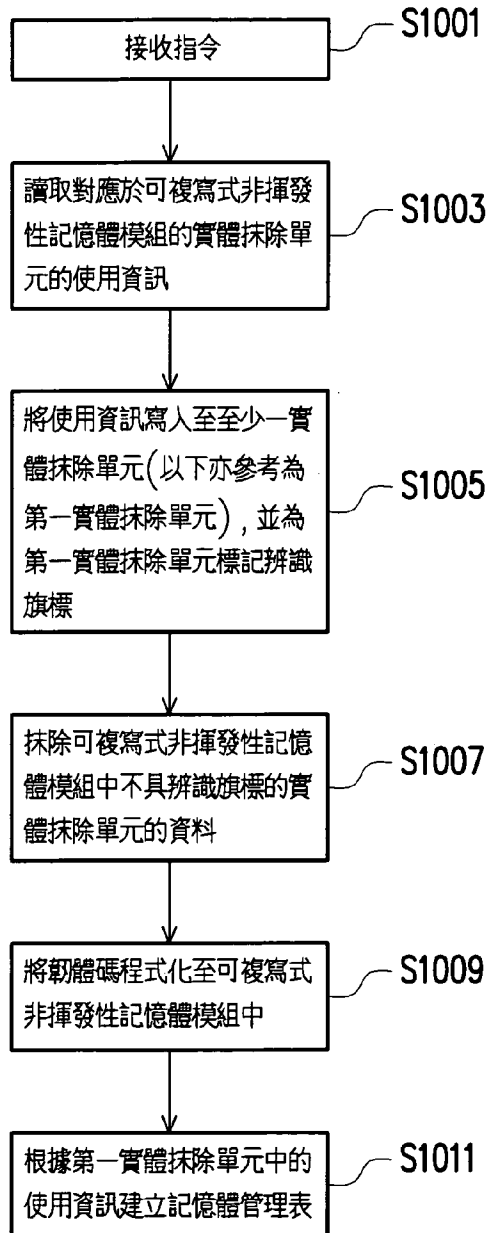 接收指令
S1001
讀取對應於可複寫式非揮發
性記憶體模組的實體抹除單
元的使用資訊
S1003
將使用資訊寫入至至少一實
體抹除單元(以下亦參考為
第一實體抹除單元),並為
第一實體抹除單元標記辨識
旗標
S1005
抹除可複寫式非揮發性記憶
體模組中不具辨識旗標的實
體抹除單元的資料
S1007
將韌體碼程式化至可複寫式
非揮發性記憶體模組中
S1009
根據第一實體抹除單元中的
使用資訊建立記憶體管理表
S1011